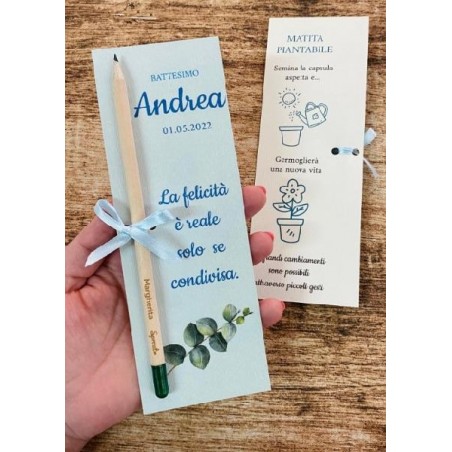 BATTESIMO
Andrea
01.05.2022
La felicità
è reale
solo se
condivisa.
Margherita
MATITA
PIANTABILE
Semina la capsula
aspetta e...
Germoglierà
una nuova vita
andi cambiamenti
sono possibili
attraverso piccoli gesti